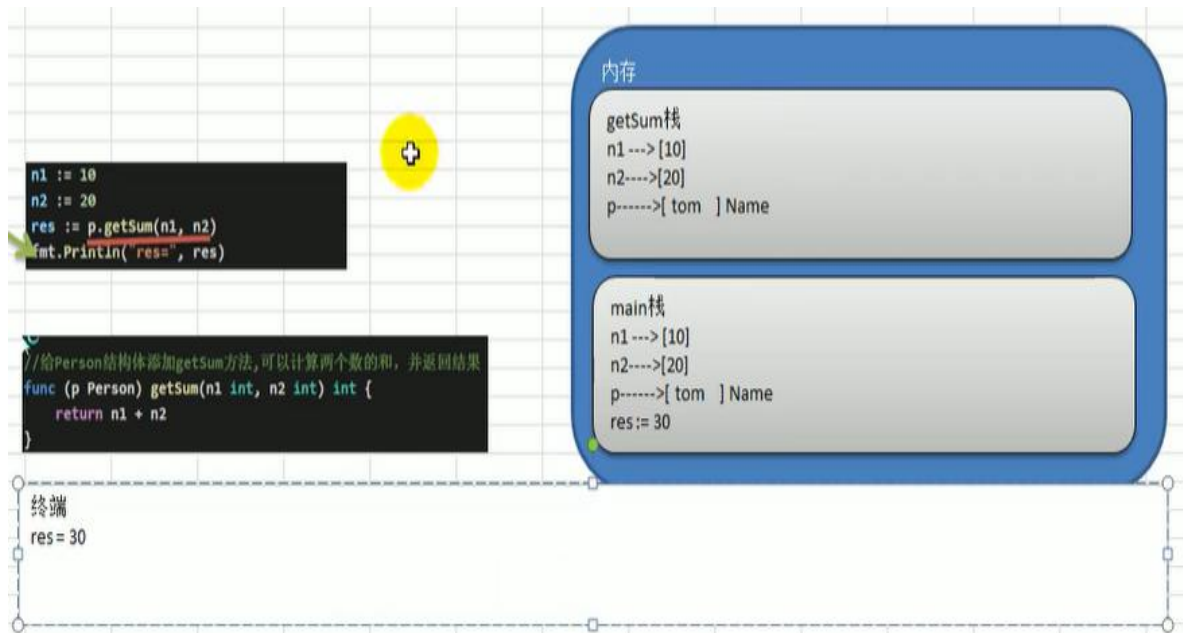 n1 := 10
n2 := 20
res := p.getSum(n1, n2)
fmt.Println("res=", res)
//给Person结构体添加getSum方法,可以计算两个数的和，并返回结果
func (p Person) getSum(n1 int, n2 int) int {
return n1 + n2
}
内存
getSum栈
n1 ---> [10]
n2---->[20]
p------>[ tom ] Name
main栈
n1 ---> [10]
n2---->[20]
p------>[ tom ] Name
res := 30
终端
res = 30